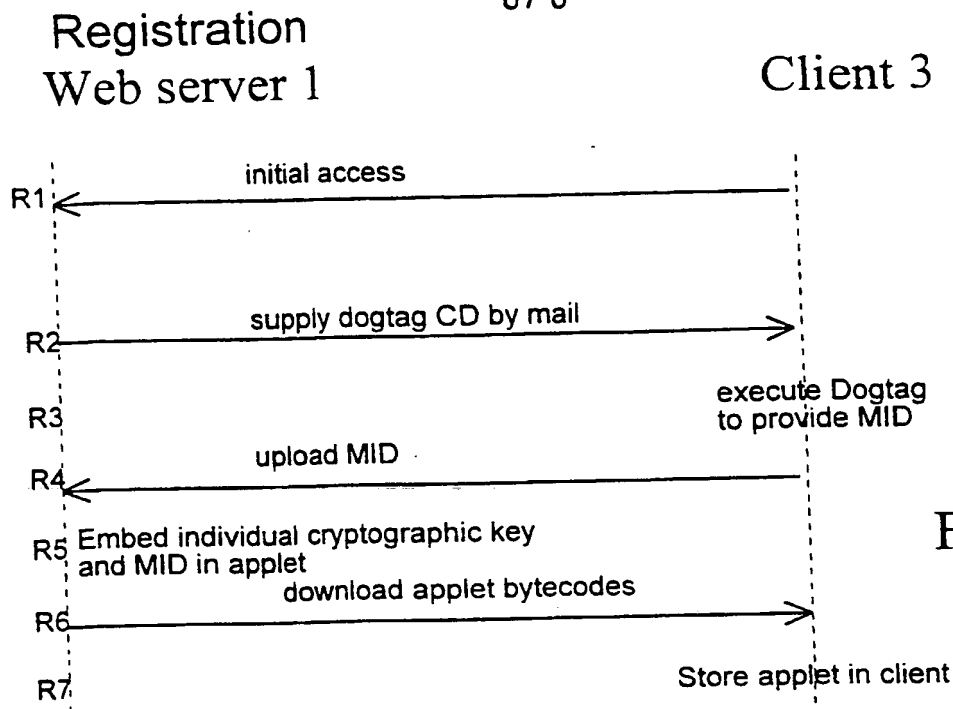 Registration
Web server 1
Client 3
R1
initial access
R2
supply dogtag CD by mail
R3
execute Dogtag
to provide MID
R4
upload MID
R5
Embed individual cryptographic key
and MID in applet
R6
download applet bytecodes
R7
Store applet in client